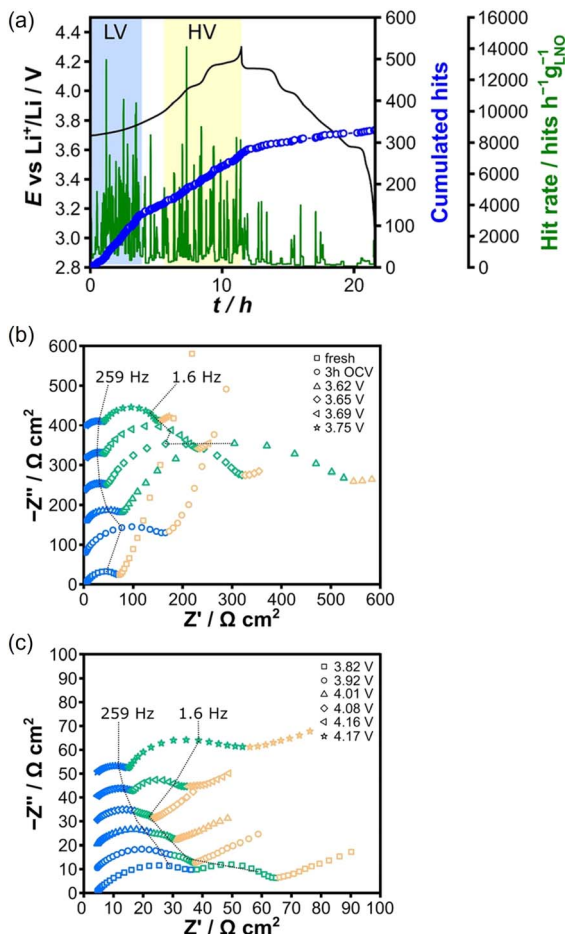 (a)
LV
HV
4.4
4.2
4.0
3.8
3.6
3.4
3.2
3.0
2.8
E vs Li⁺/Li / V
0
10
20
t / h
600
500
400
300
200
100
0
Cumulated hits
16000
14000
12000
10000
8000
6000
4000
2000
0
Hit rate / hits h⁻¹g⁻¹LNO
(b)
600
500
400
300
200
100
0
−Z'' / Ω cm²
259 Hz
1.6 Hz
fresh
3h OCV
3.62 V
3.65 V
3.69 V
3.75 V
0 100 200 300 400 500 600
Z' / Ω cm²
(c)
100
90
80
70
60
50
40
30
20
10
0
−Z'' / Ω cm²
259 Hz
1.6 Hz
3.82 V
3.92 V
4.01 V
4.08 V
4.16 V
4.17 V
0 10 20 30 40 50 60 70 80 90 100
Z' / Ω cm²